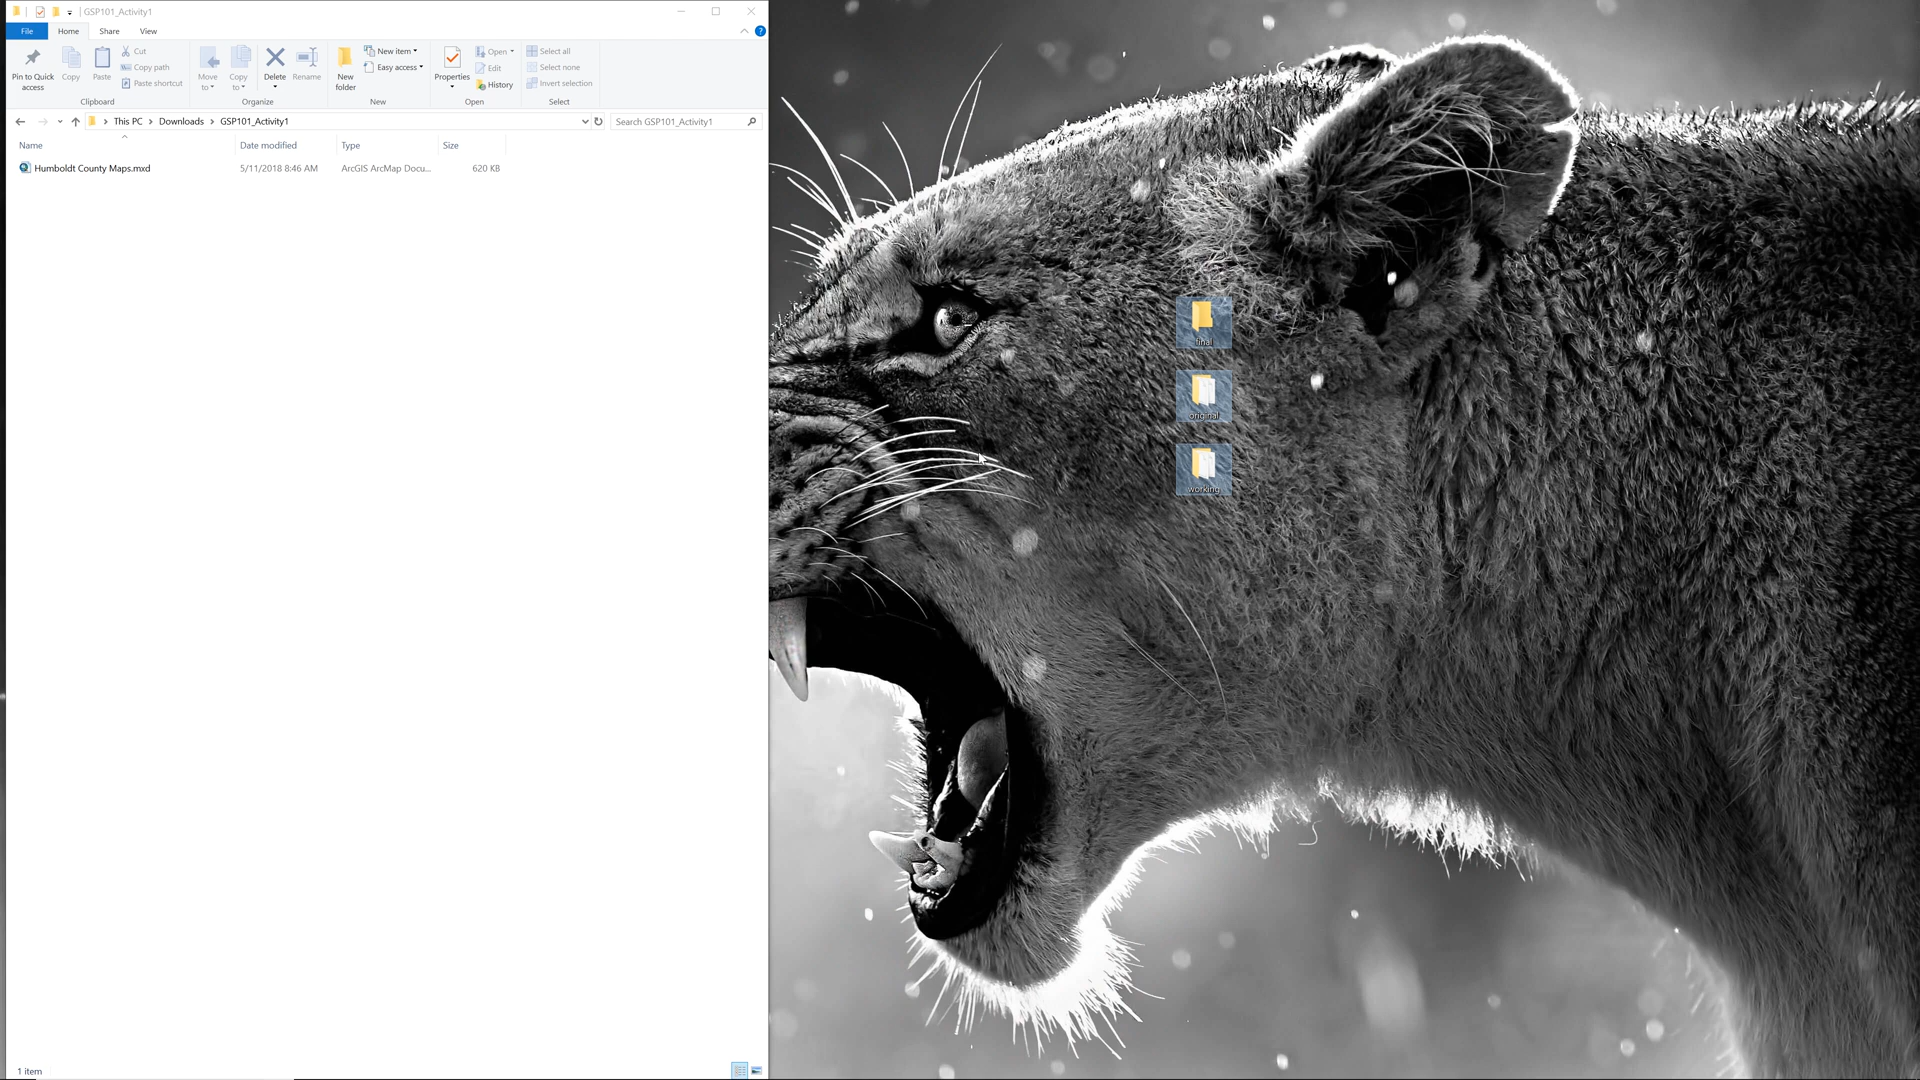 GSP101_Activity1
File Home Share View
Pin to Quick access
Copy
Paste
Cut
Copy path
Paste shortcut
Clipboard
Move to
Copy to
Delete
Rename
Organize
New folder
New item
Easy access
New
Properties
Open
Edit
History
Open
Select all
Select none
Invert selection
Select
This PC > Downloads > GSP101_Activity1
Search GSP101_Activity1
Name Date modified Type Size
Humboldt County Maps.mxd 5/11/2018 8:46 AM ArcGIS ArcMap Docu... 620 KB
final
original
working
1 item